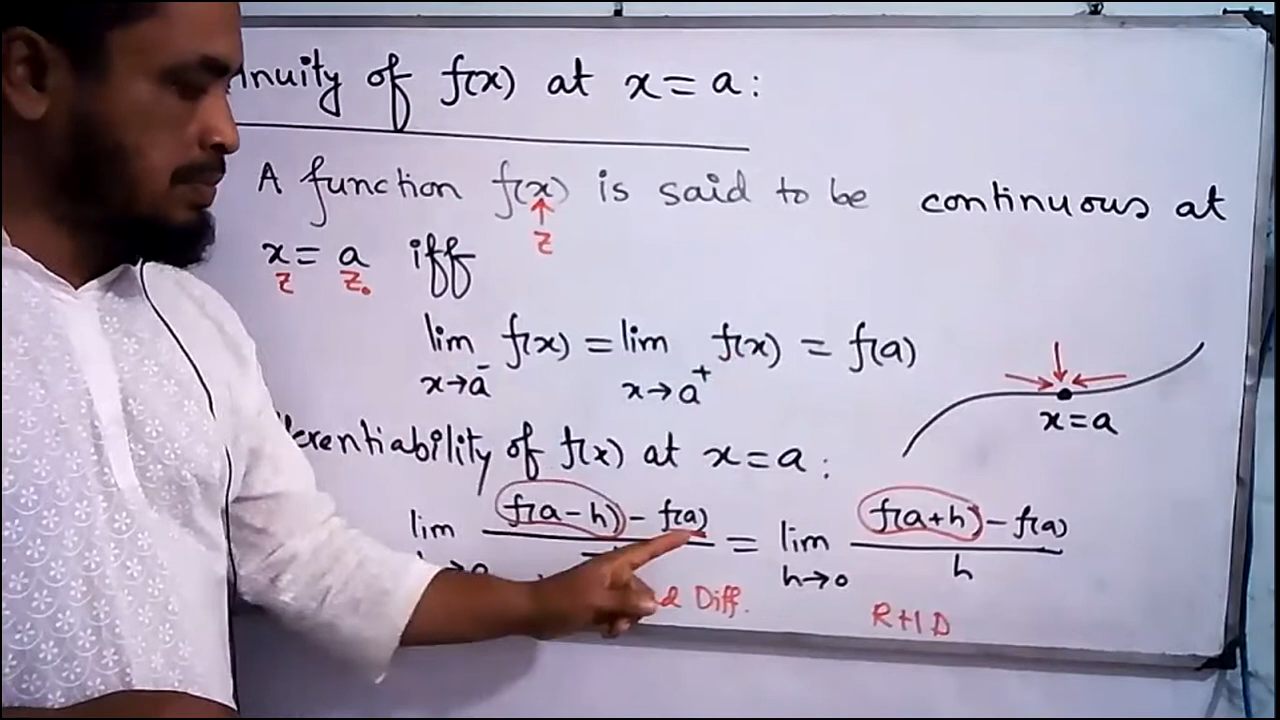 nuity of f(x) at x = a :
A function f(x) is said to be continuous at
z
x = a iff
z z₀
lim f(x) = lim f(x) = f(a)
x→a⁻ x→a⁺
x = a
erentiability of f(x) at x = a :
lim f(a-h) - f(a) = lim f(a+h) - f(a)
h→0 h
Diff. RHD